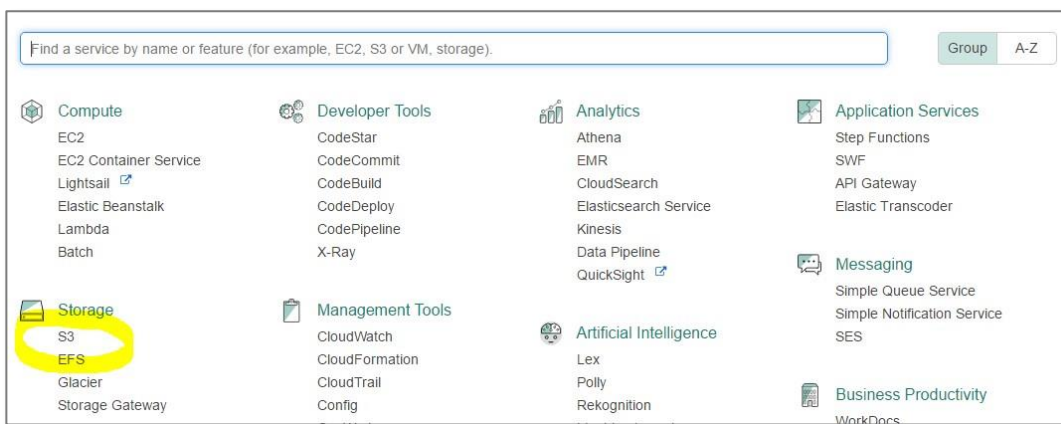 Find a service by name or feature (for example, EC2, S3 or VM, storage).
Group
A-Z
Compute
EC2
EC2 Container Service
Lightsail
Elastic Beanstalk
Lambda
Batch
Storage
S3
EFS
Glacier
Storage Gateway
Developer Tools
CodeStar
CodeCommit
CodeBuild
CodeDeploy
CodePipeline
X-Ray
Management Tools
CloudWatch
CloudFormation
CloudTrail
Config
Analytics
Athena
EMR
CloudSearch
Elasticsearch Service
Kinesis
Data Pipeline
QuickSight
Artificial Intelligence
Lex
Polly
Rekognition
Application Services
Step Functions
SWF
API Gateway
Elastic Transcoder
Messaging
Simple Queue Service
Simple Notification Service
SES
Business Productivity
WorkDocs